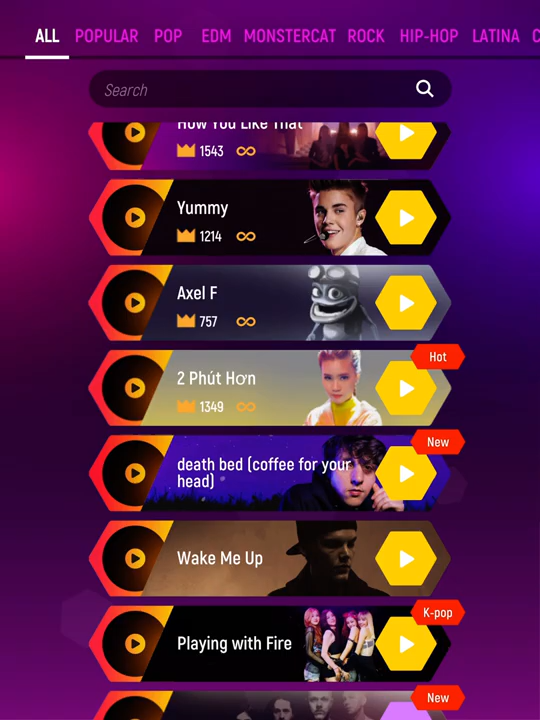 ALL POPULAR POP EDM MONSTERCAT ROCK HIP-HOP LATINA
Search
How You Like That
1543
Yummy
1214
Axel F
757
Hot
2 Phút Hơn
1349
New
death bed (coffee for your
head)
Wake Me Up
K-pop
Playing with Fire
New